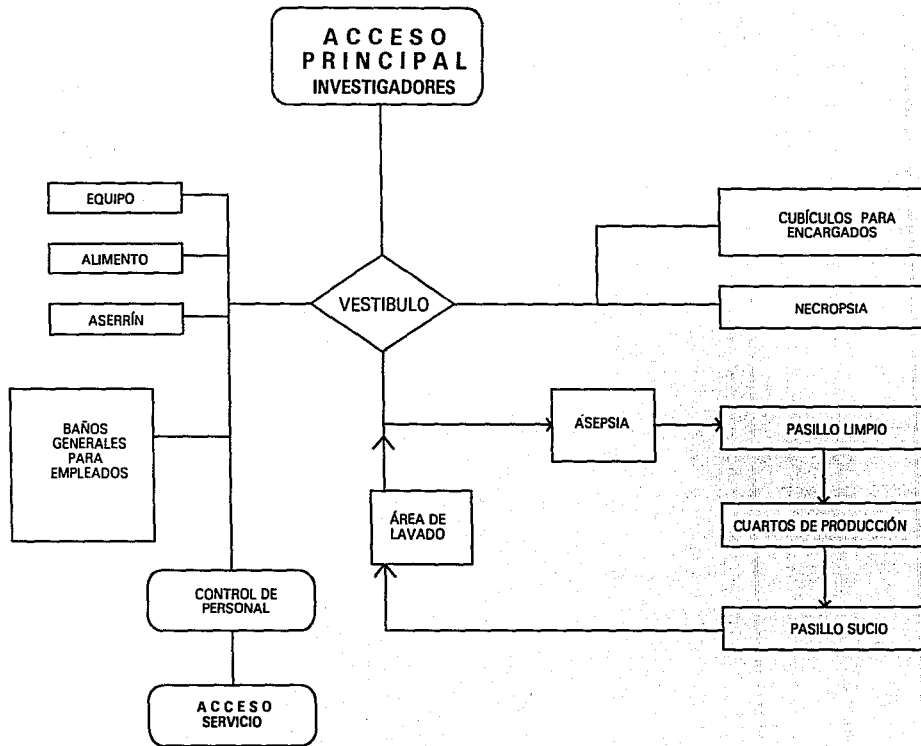 ACCESO
PRINCIPAL
INVESTIGADORES
EQUIPO
ALIMENTO
ASERRÍN
BAÑOS
GENERALES
PARA
EMPLEADOS
CONTROL DE
PERSONAL
ACCESO
SERVICIO
VESTIBULO
CUBÍCULOS PARA
ENCARGADOS
NECROPSIA
ÁSEPSIA
PASILLO LIMPIO
ÁREA DE
LAVADO
CUARTOS DE PRODUCCIÓN
PASILLO SUCIO